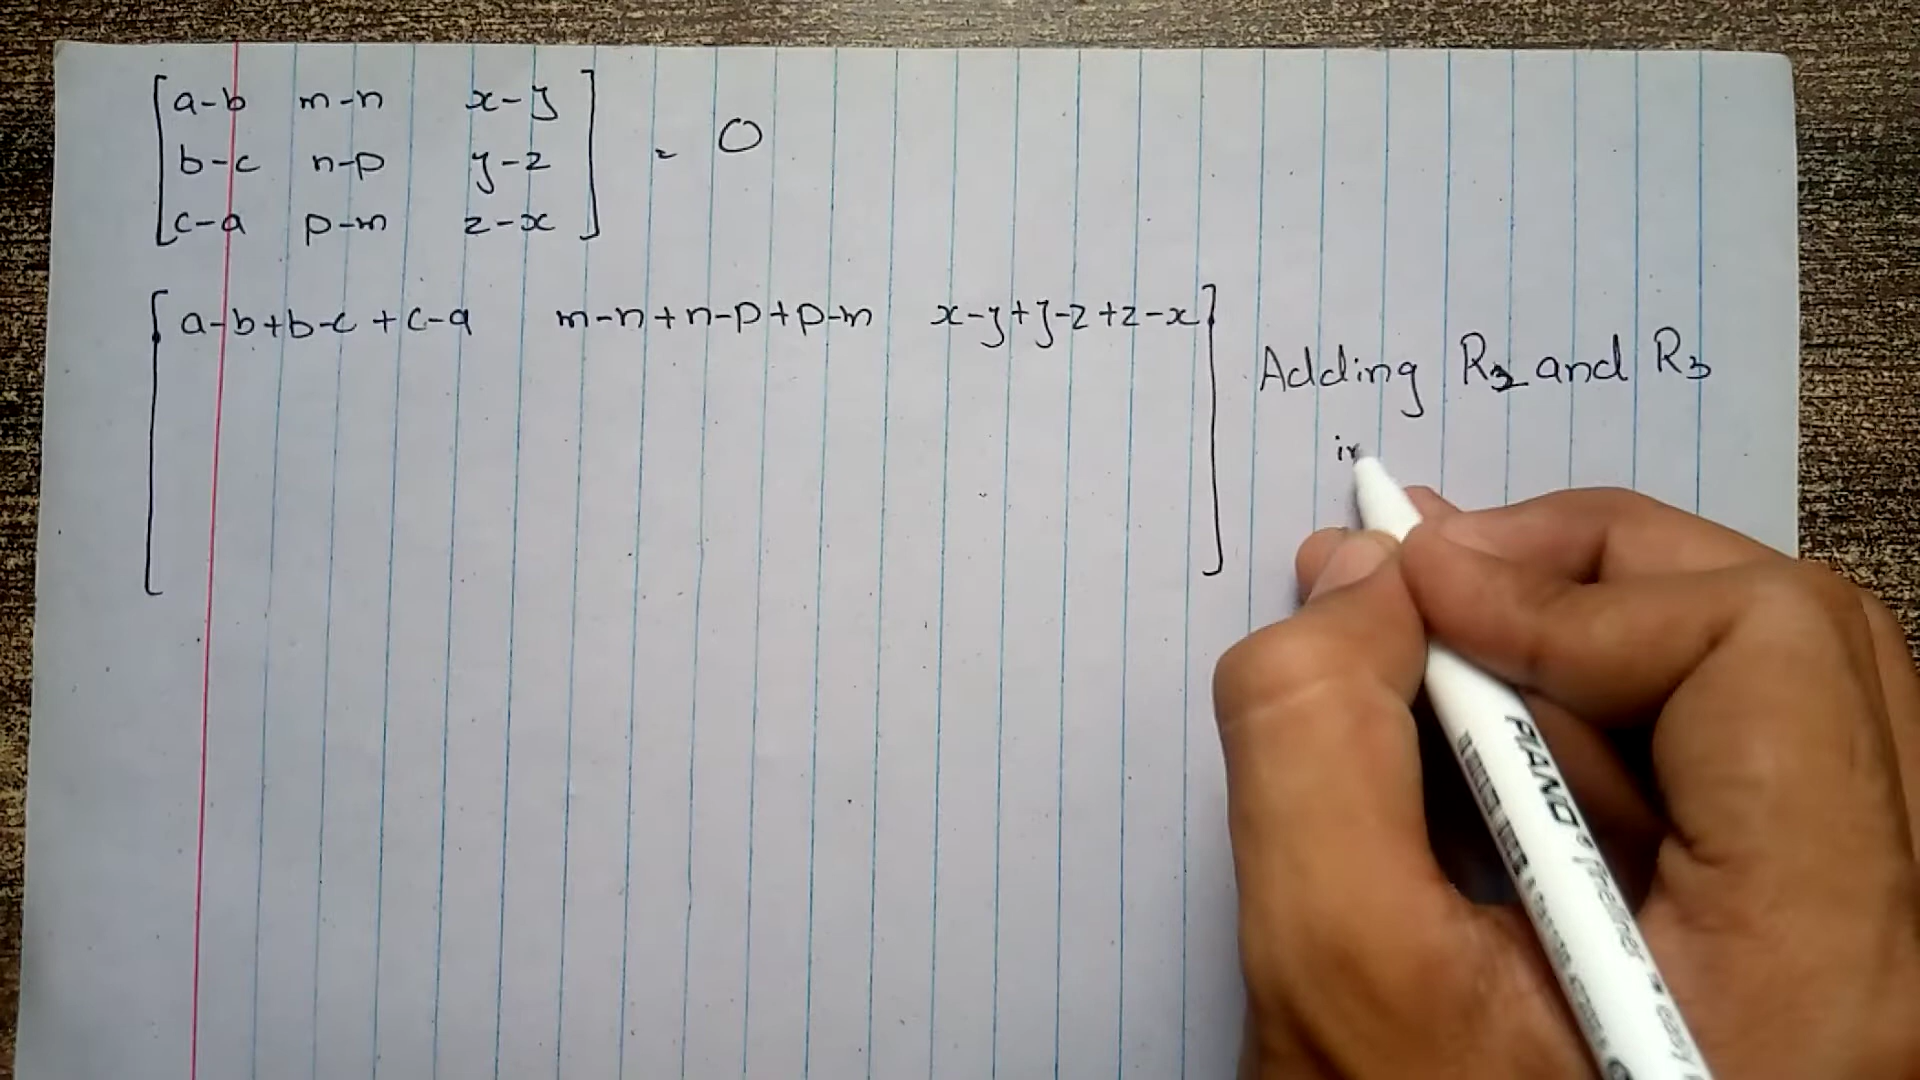 a-b m-n x-y
b-c n-p y-z = 0
c-a p-m z-x
a-b+b-c+c-a m-n+n-p+p-m x-y+y-z+z-x
Adding R2 and R3
in
PIANO